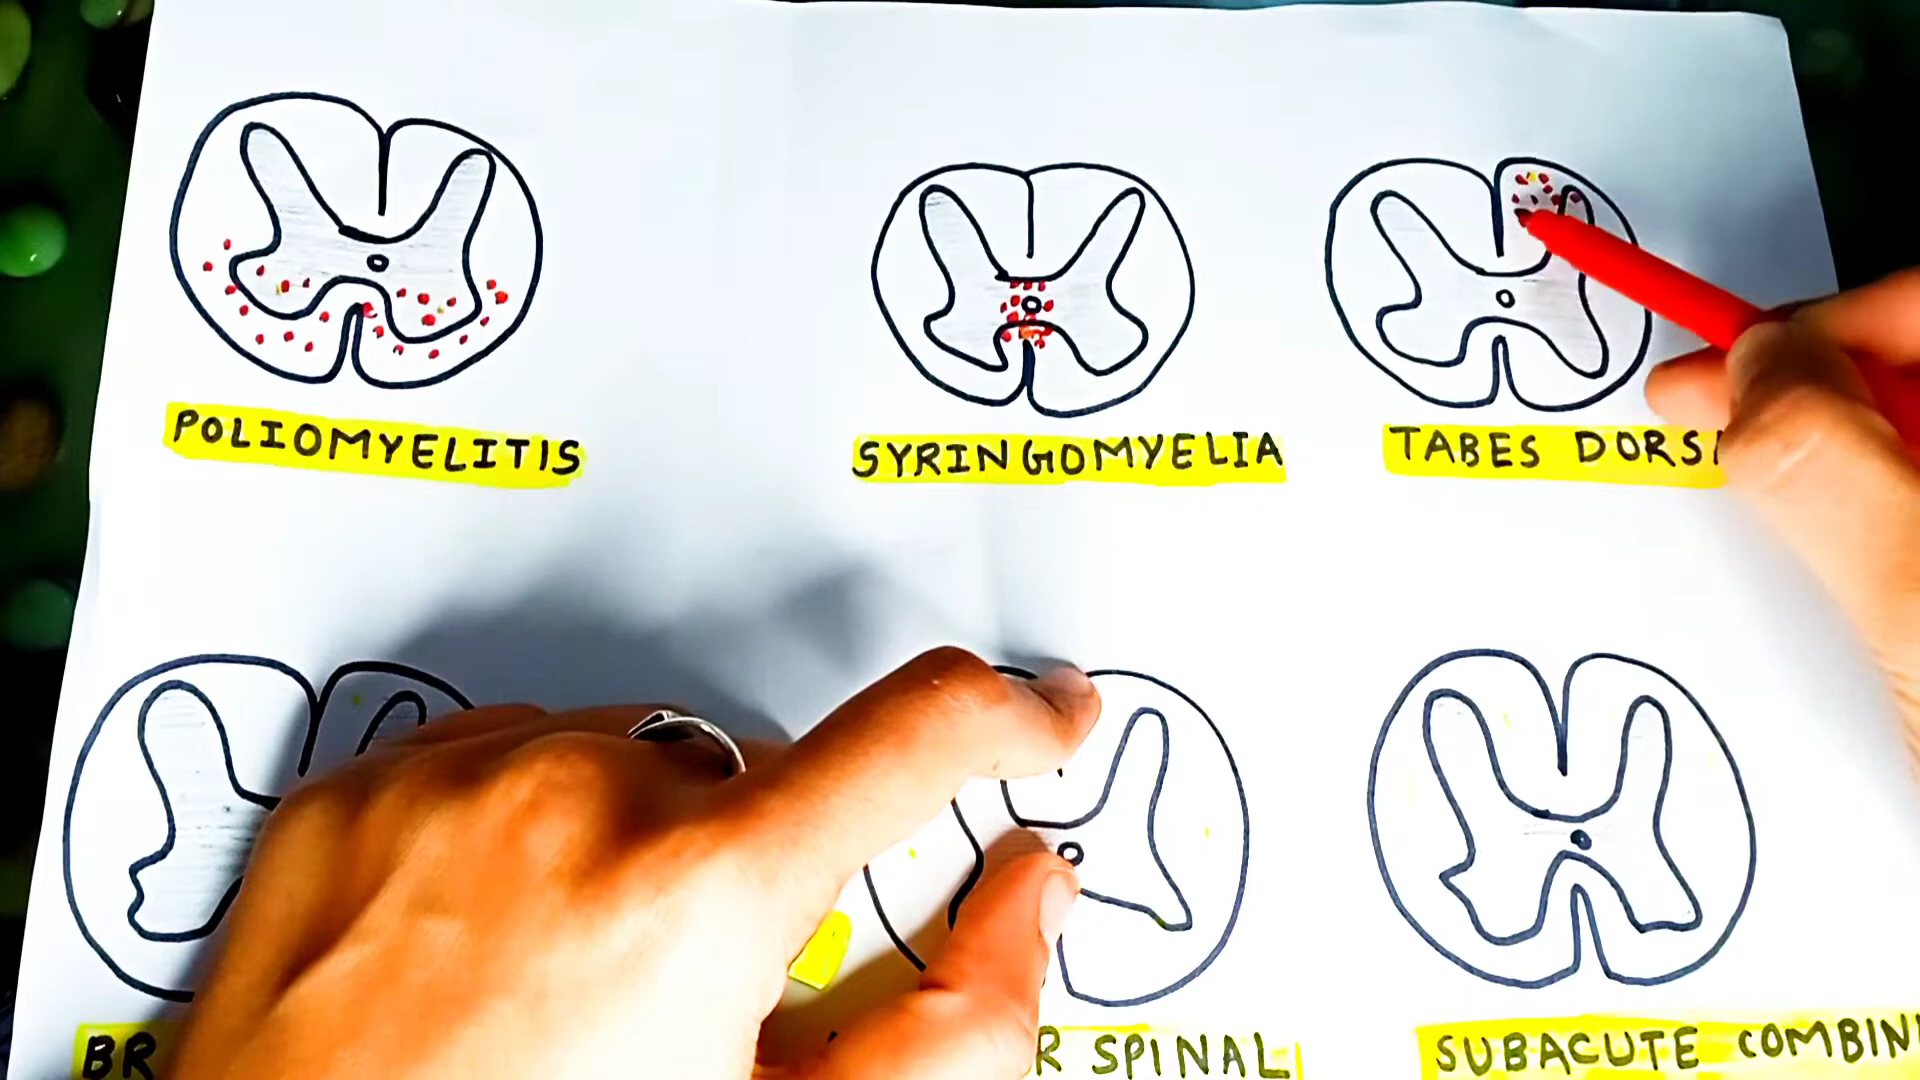 POLIOMYELITIS
SYRINGOMYELIA
TABES DORS
BR
R SPINAL
SUBACUTE COMBIN